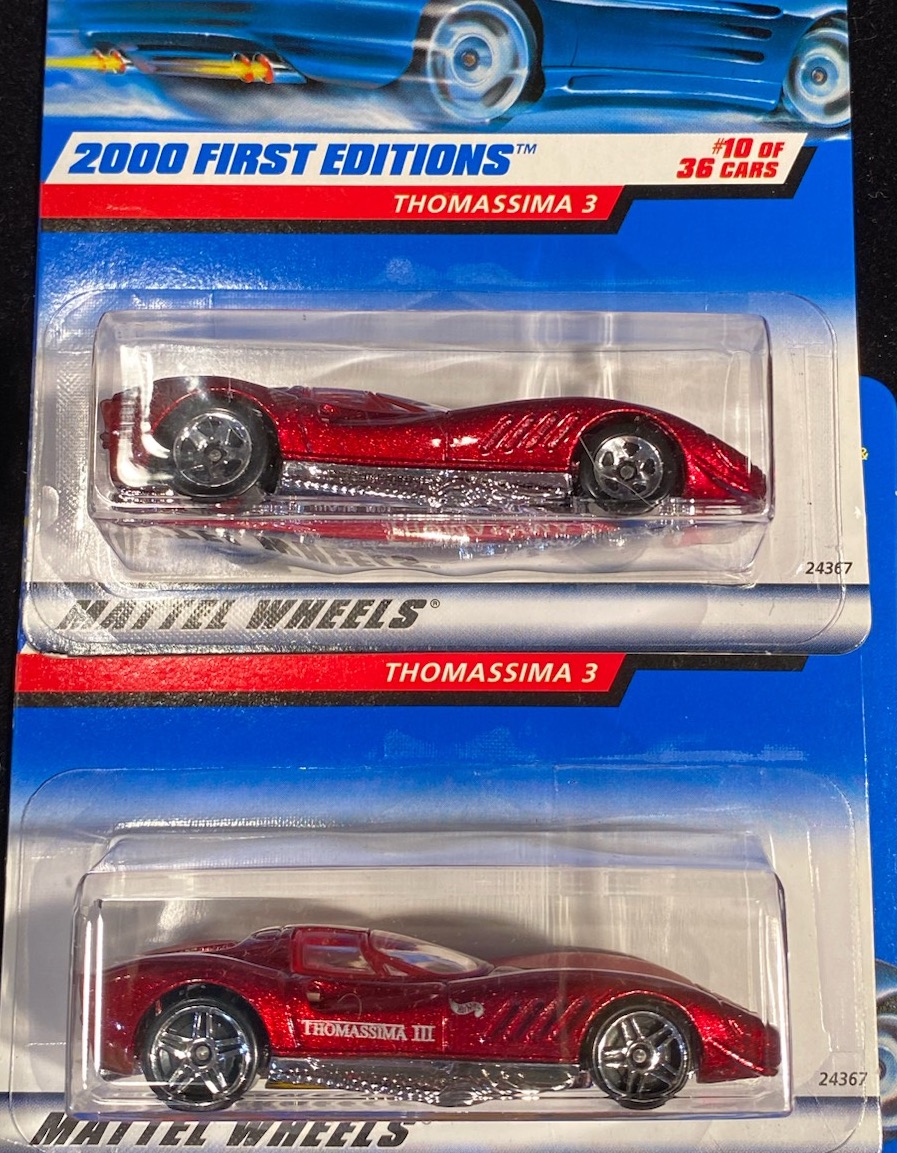 2000 FIRST EDITIONS™
#10 OF
36 CARS
THOMASSIMA 3
24367
MATTEL WHEELS®
THOMASSIMA 3
THOMASSIMA III
24367
MATTEL WHEELS